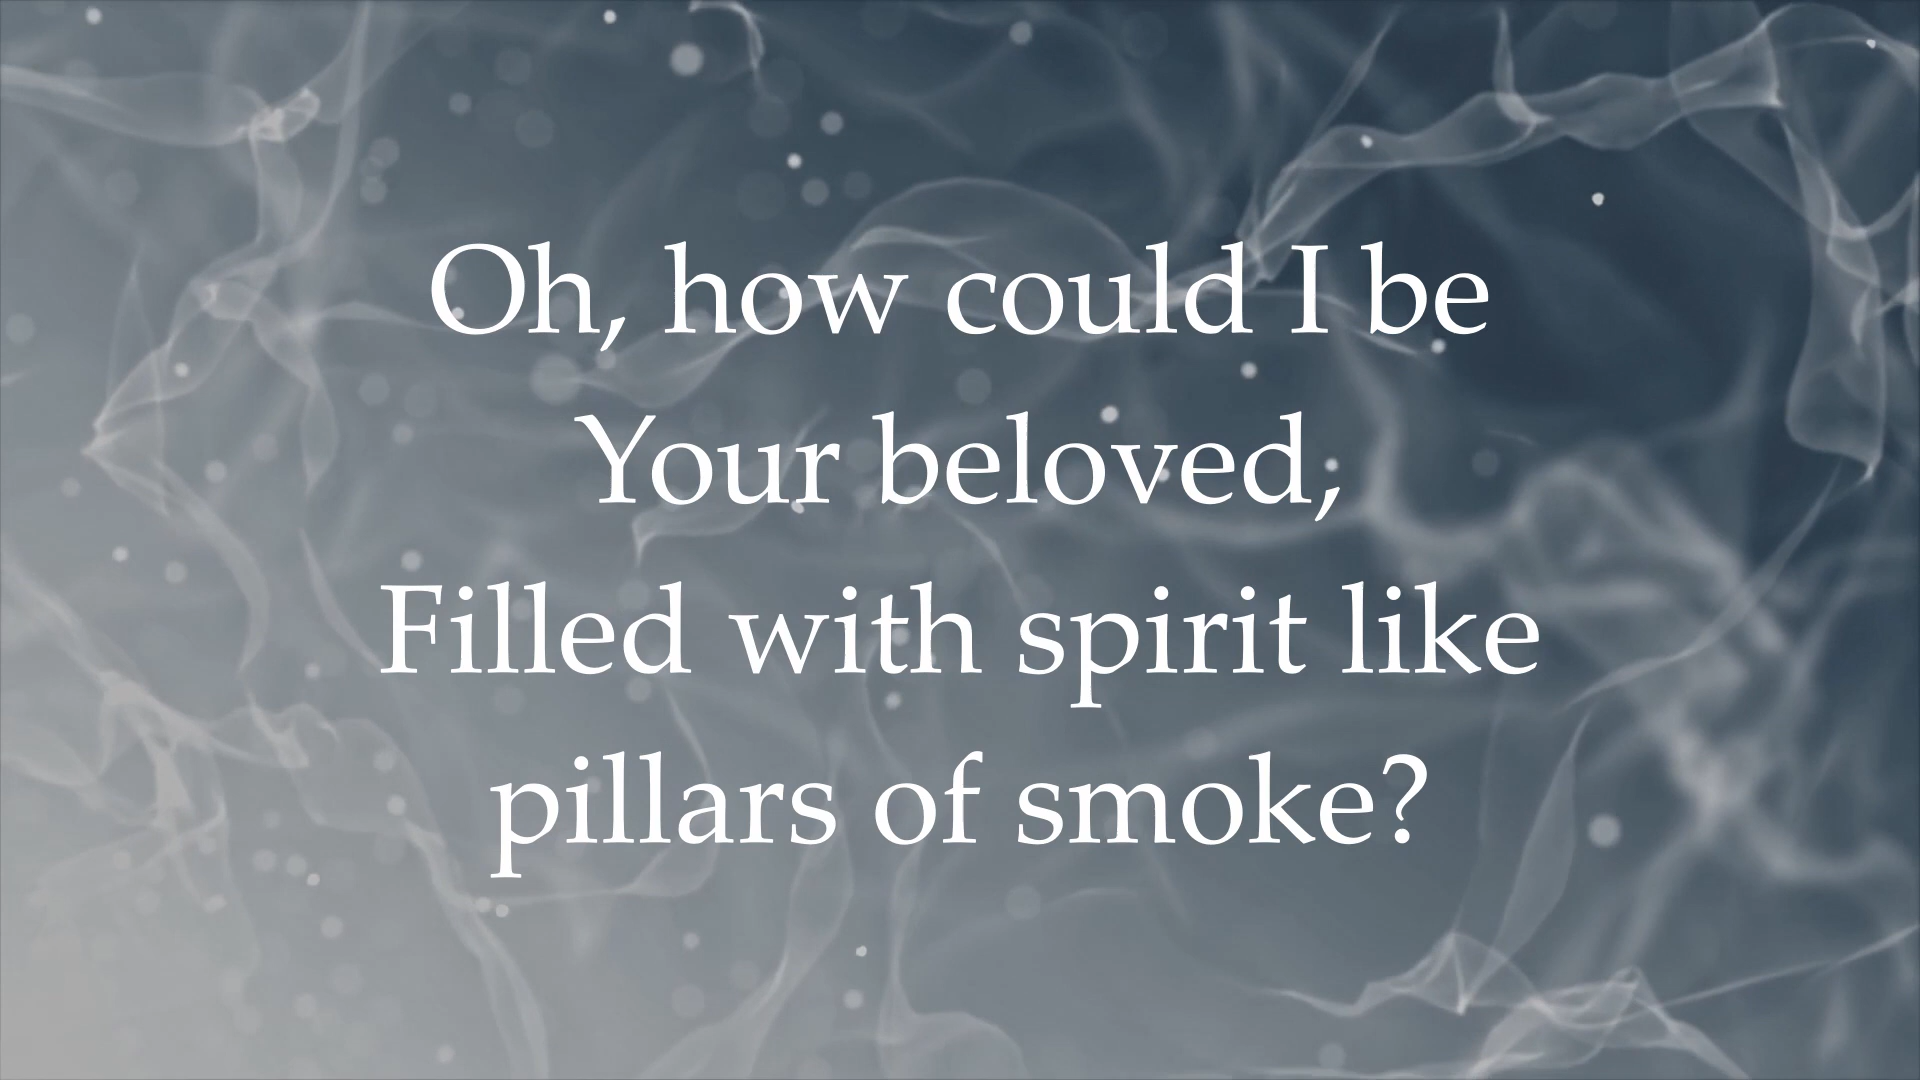 Oh, how could I be
Your beloved,
Filled with spirit like
pillars of smoke?